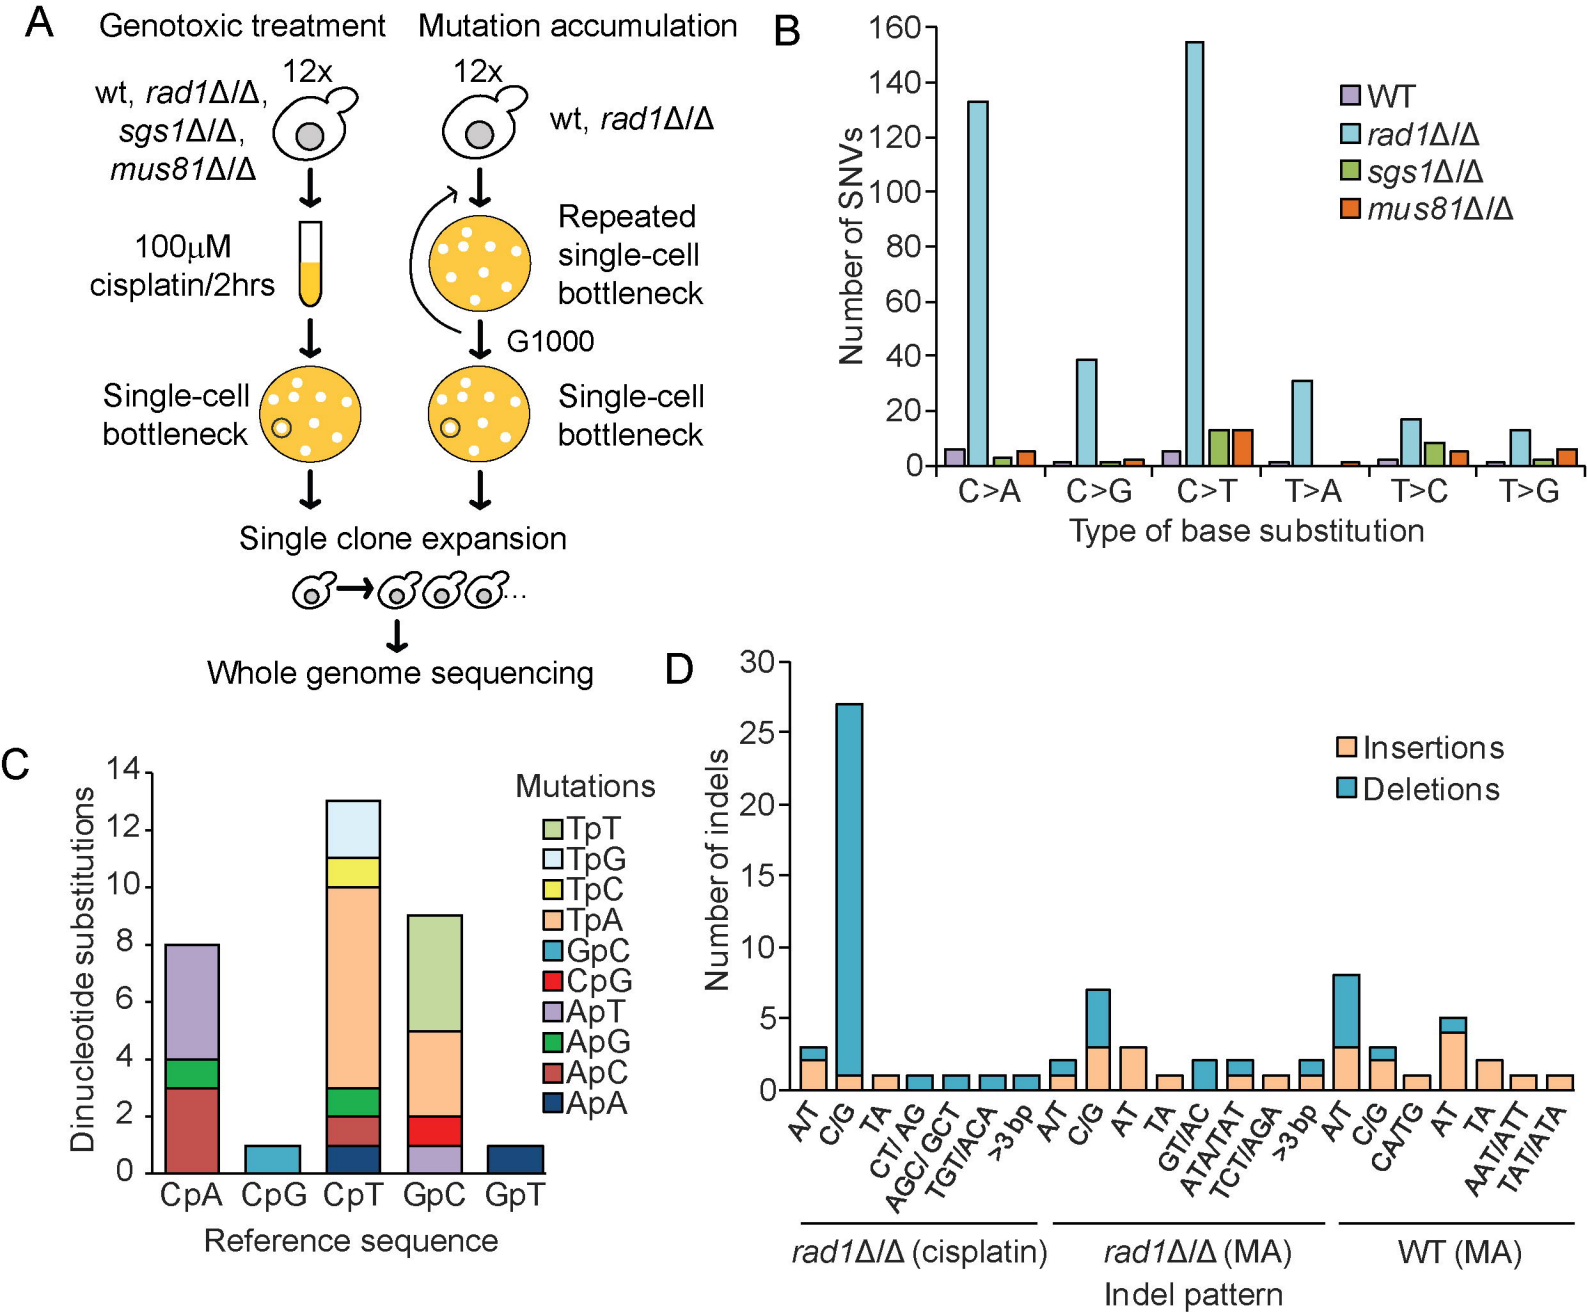 A
Genotoxic treatment
Mutation accumulation
12x
12x
wt, rad1Δ/Δ,
sgs1Δ/Δ,
mus81Δ/Δ
wt, rad1Δ/Δ
100μM
cisplatin/2hrs
Repeated
single-cell
bottleneck
G1000
Single-cell
bottleneck
Single-cell
bottleneck
Single clone expansion
...
Whole genome sequencing
B
Number of SNVs
160
140
120
100
80
60
40
20
0
WT
rad1Δ/Δ
sgs1Δ/Δ
mus81Δ/Δ
C>A C>G C>T T>A T>C T>G
Type of base substitution
C
Dinucleotide substitutions
14
12
10
8
6
4
2
0
Mutations
TpT
TpG
TpC
TpA
GpC
CpG
ApT
ApG
ApC
ApA
CpA CpG CpT GpC GpT
Reference sequence
D
Number of indels
30
25
20
15
10
5
0
Insertions
Deletions
A/T
C/G
TA
CT/AG
AGC/GCT
TGT/ACA
>3bp
A/T
C/G
AT
TA
GT/AC
ATA/TAT
TCT/AGA
>3bp
A/T
C/G
CA/TG
AT
TA
AAT/ATT
TAT/ATA
rad1Δ/Δ (cisplatin)
rad1Δ/Δ (MA)
WT (MA)
Indel pattern